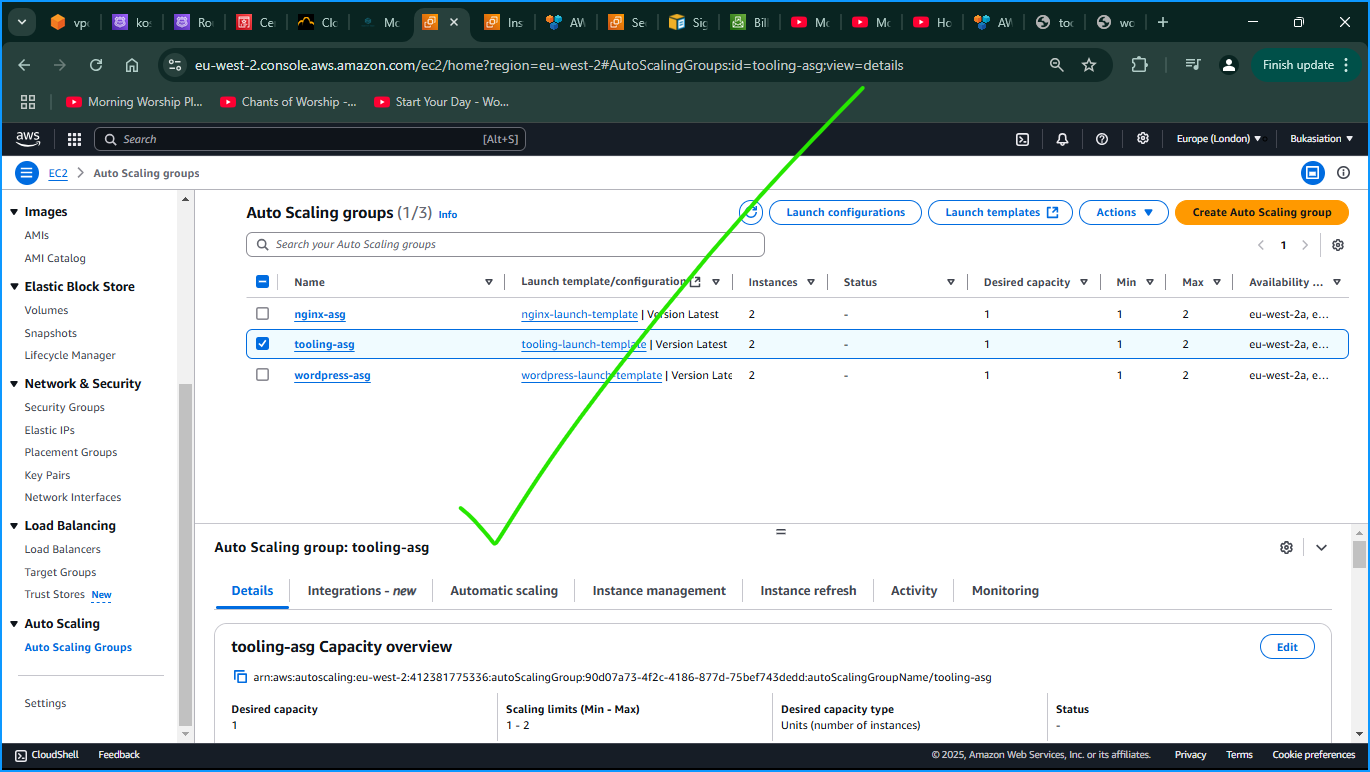 vpc
kos
Ro
Ce
Clo
Mc
Ins
AW
Se
Sig
Bill
Mc
Mc
Ho
AW
too
wc
eu-west-2.console.aws.amazon.com/ec2/home?region=eu-west-2#AutoScalingGroups:id=tooling-asg;view=details
Finish update
Morning Worship Pl...
Chants of Worship -...
Start Your Day - Wo...
aws
Search
[Alt+S]
Europe (London)
Bukasiation
EC2
Auto Scaling groups
Images
AMIs
AMI Catalog
Elastic Block Store
Volumes
Snapshots
Lifecycle Manager
Network & Security
Security Groups
Elastic IPs
Placement Groups
Key Pairs
Network Interfaces
Load Balancing
Load Balancers
Target Groups
Trust Stores New
Auto Scaling
Auto Scaling Groups
Settings
Auto Scaling groups (1/3) Info
Launch configurations
Launch templates
Actions
Create Auto Scaling group
Search your Auto Scaling groups
1
Name Launch template/configuration Instances Status Desired capacity Min Max Availability ...
nginx-asg nginx-launch-template | Version Latest 2 - 1 1 2 eu-west-2a, e...
tooling-asg tooling-launch-template | Version Latest 2 - 1 1 2 eu-west-2a, e...
wordpress-asg wordpress-launch-template | Version Late 2 - 1 1 2 eu-west-2a, e...
Auto Scaling group: tooling-asg
Details Integrations - new Automatic scaling Instance management Instance refresh Activity Monitoring
tooling-asg Capacity overview
Edit
arn:aws:autoscaling:eu-west-2:412381775336:autoScalingGroup:90d07a73-4f2c-4186-877d-75bef743dedd:autoScalingGroupName/tooling-asg
Desired capacity Scaling limits (Min - Max) Desired capacity type Status
1 1 - 2 Units (number of instances) -
CloudShell Feedback © 2025, Amazon Web Services, Inc. or its affiliates. Privacy Terms Cookie preferences